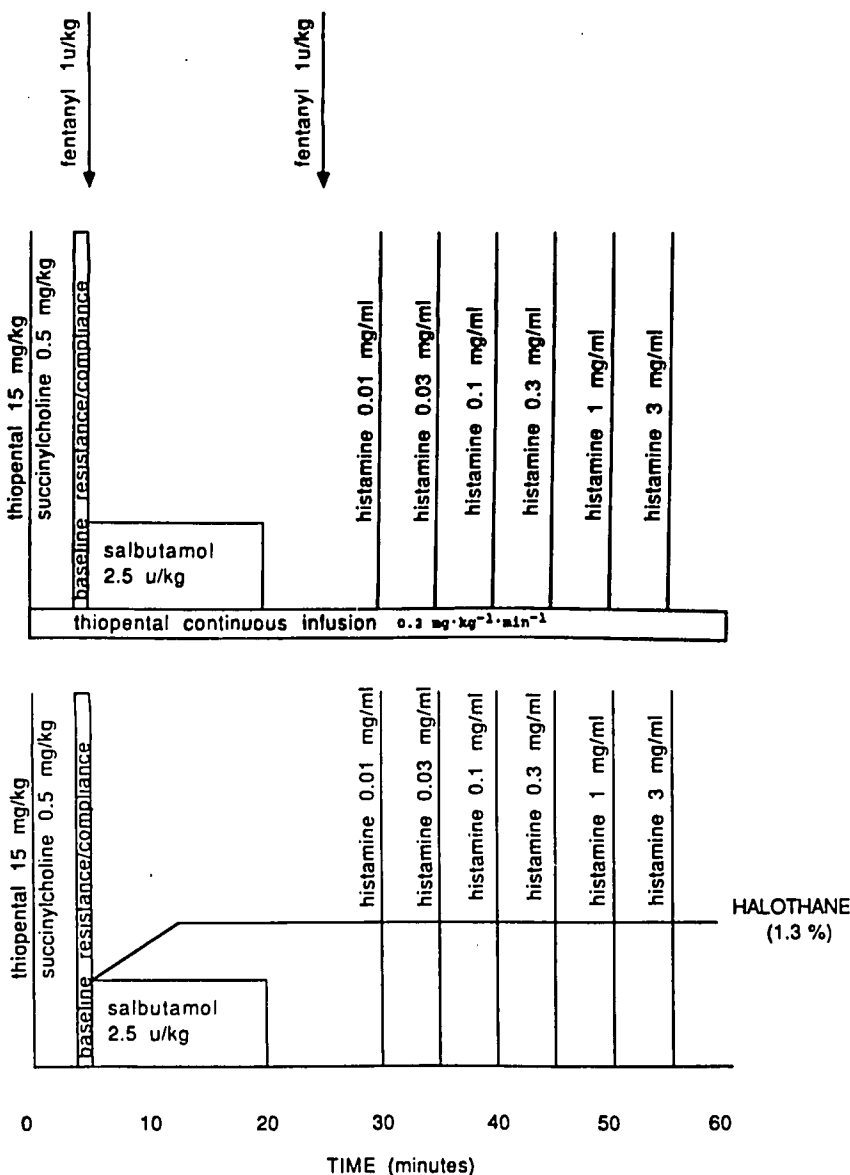 fentanyl 1u/kg
fentanyl 1u/kg
thiopental 15 mg/kg
succinylcholine 0.5 mg/kg
baseline resistance/compliance
salbutamol
2.5 u/kg
histamine 0.01 mg/ml
histamine 0.03 mg/ml
histamine 0.1 mg/ml
histamine 0.3 mg/ml
histamine 1 mg/ml
histamine 3 mg/ml
thiopental continuous infusion 0.2 mg·kg⁻¹·min⁻¹
thiopental 15 mg/kg
succinylcholine 0.5 mg/kg
baseline resistance/compliance
salbutamol
2.5 u/kg
histamine 0.01 mg/ml
histamine 0.03 mg/ml
histamine 0.1 mg/ml
histamine 0.3 mg/ml
histamine 1 mg/ml
histamine 3 mg/ml
HALOTHANE
(1.3 %)
0 10 20 30 40 50 60
TIME (minutes)